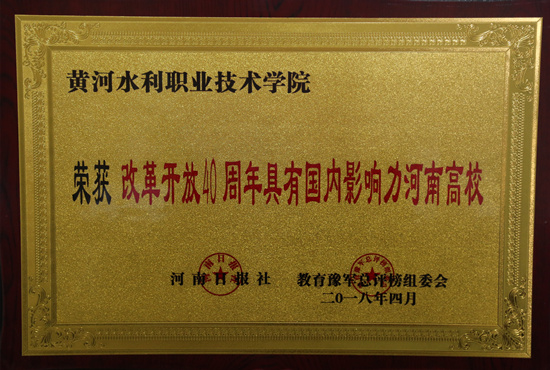 黄河水利职业技术学院
荣获 改革开放40周年具有国内影响力河南高校
河南日报社 教育豫军总评榜组委会
二〇一八年四月